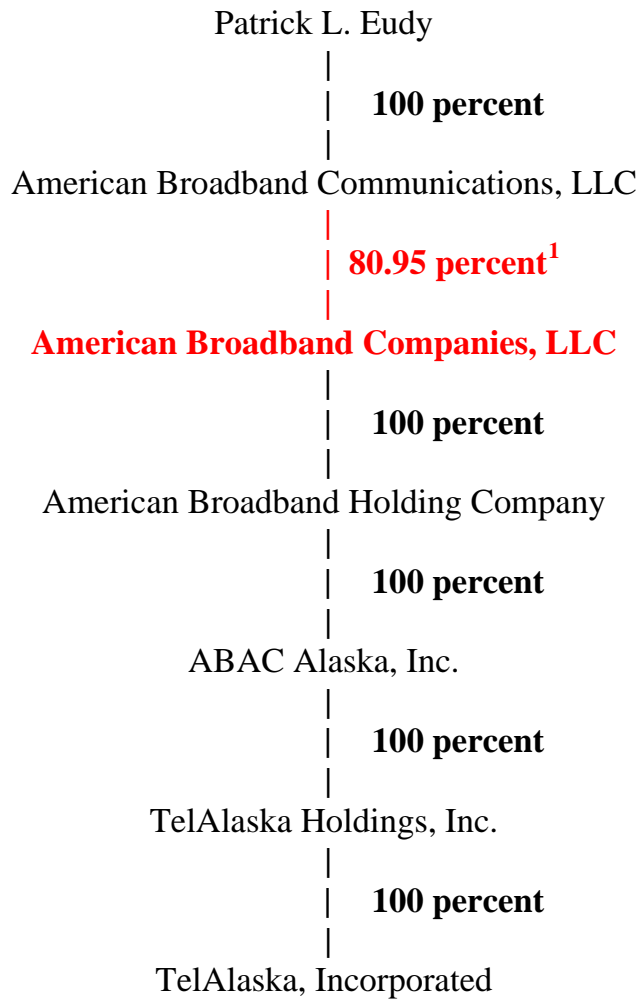 Patrick L. Eudy
|
| 100 percent
|
American Broadband Communications, LLC
|
| 80.95 percent¹
|
American Broadband Companies, LLC
|
| 100 percent
|
American Broadband Holding Company
|
| 100 percent
|
ABAC Alaska, Inc.
|
| 100 percent
|
TelAlaska Holdings, Inc.
|
| 100 percent
|
TelAlaska, Incorporated